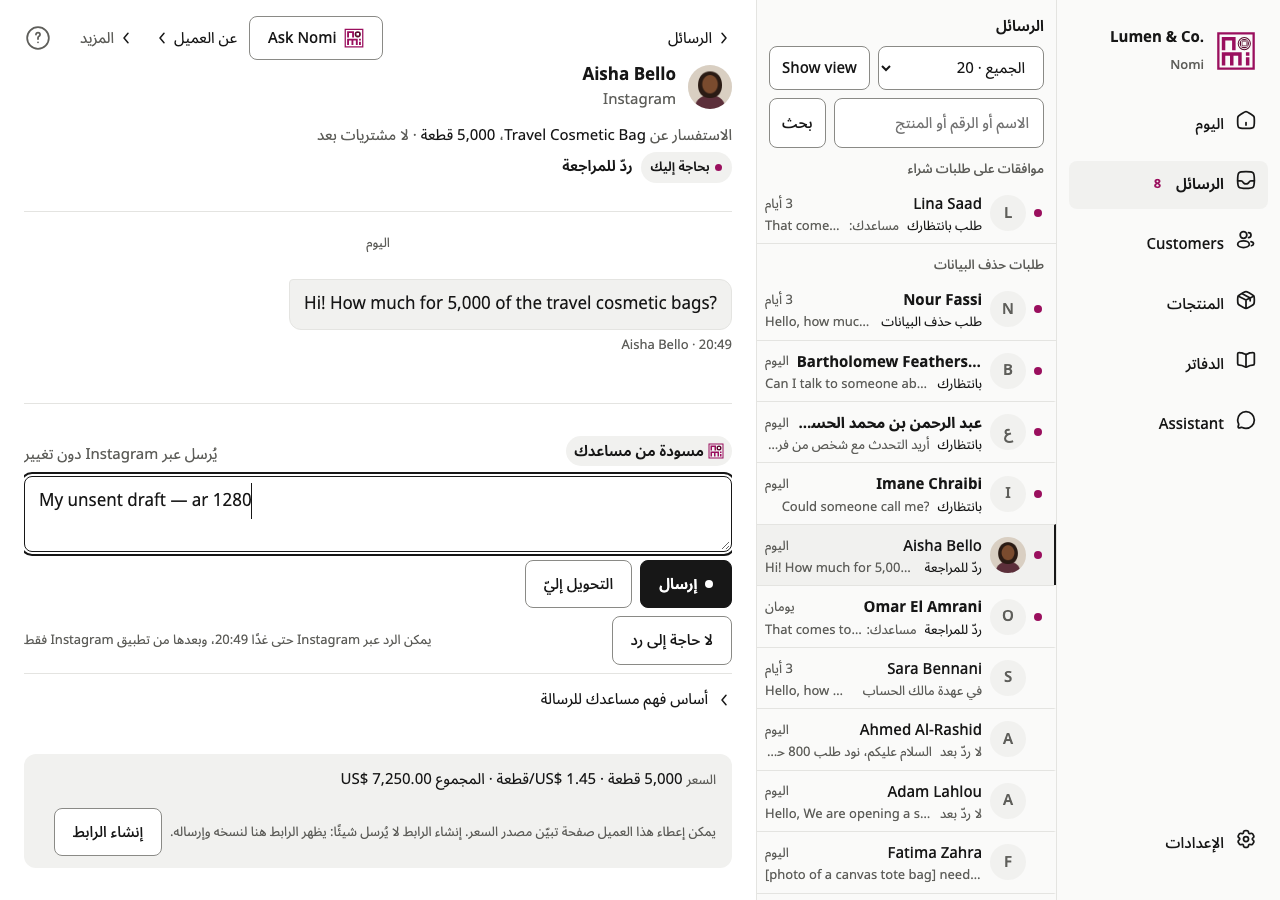 Lumen & Co.
Nomi
اليوم
الرسائل 8
Customers
المنتجات
الدفاتر
Assistant
الإعدادات
الرسائل
الجميع · 20
Show view
الاسم أو الرقم أو المنتج
بحث
موافقات على طلبات شراء
L
Lina Saad
3 أيام
طلب بانتظارك مساعدك: That come…
طلبات حذف البيانات
N
Nour Fassi
3 أيام
طلب حذف البيانات Hello, how muc…
B
Bartholomew Feathers…
اليوم
بانتظارك Can I talk to someone ab…
ع
عبد الرحمن بن محمد الحسـ…
اليوم
بانتظارك أريد التحدث مع شخص من فر…
I
Imane Chraibi
اليوم
بانتظارك Could someone call me?
Aisha Bello
اليوم
ردّ للمراجعة Hi! How much for 5,00…
O
Omar El Amrani
يومان
ردّ للمراجعة مساعدك: That comes to…
S
Sara Bennani
3 أيام
في عهدة مالك الحساب Hello, how …
A
Ahmed Al-Rashid
اليوم
لا ردّ بعد السلام عليكم، نود طلب 800 حـ…
A
Adam Lahlou
اليوم
لا ردّ بعد Hello, We are opening a s…
F
Fatima Zahra
اليوم
[photo of a canvas tote bag] need…
الرسائل
Ask Nomi
عن العميل
المزيد
?
Aisha Bello
Instagram
الاستفسار عن Travel Cosmetic Bag، 5,000 قطعة · لا مشتريات بعد
بحاجة إليك ردّ للمراجعة
اليوم
Hi! How much for 5,000 of the travel cosmetic bags?
Aisha Bello · 20:49
مسودة من مساعدك
يُرسل عبر Instagram دون تغيير
My unsent draft — ar 1280
إرسال
التحويل إليّ
لا حاجة إلى رد
يمكن الرد عبر Instagram حتى غدًا 20:49، وبعدها من تطبيق Instagram فقط
أساس فهم مساعدك للرسالة
السعر 5,000 قطعة · US$ 1.45/قطعة · المجموع US$ 7,250.00
يمكن إعطاء هذا العميل صفحة تبيّن مصدر السعر. إنشاء الرابط لا يُرسل شيئًا: يظهر الرابط هنا لنسخه وإرساله.
إنشاء الرابط